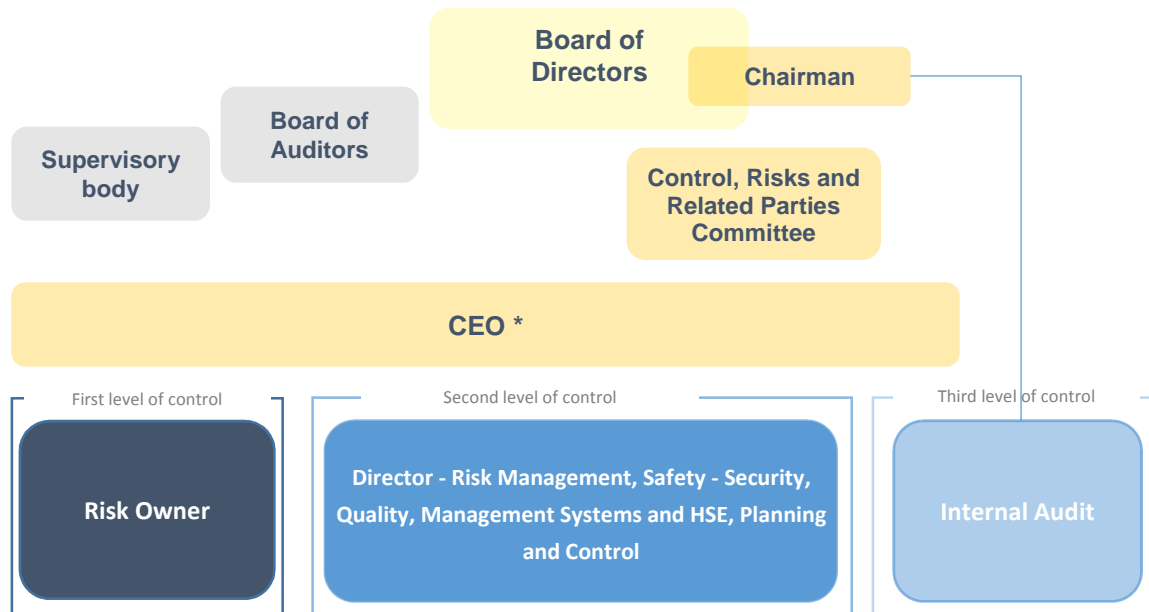 Board of
Directors
Chairman
Board of
Auditors
Supervisory
body
Control, Risks and
Related Parties
Committee
CEO *
First level of control
Second level of control
Third level of control
Risk Owner
Director - Risk Management, Safety - Security,
Quality, Management Systems and HSE, Planning
and Control
Internal Audit